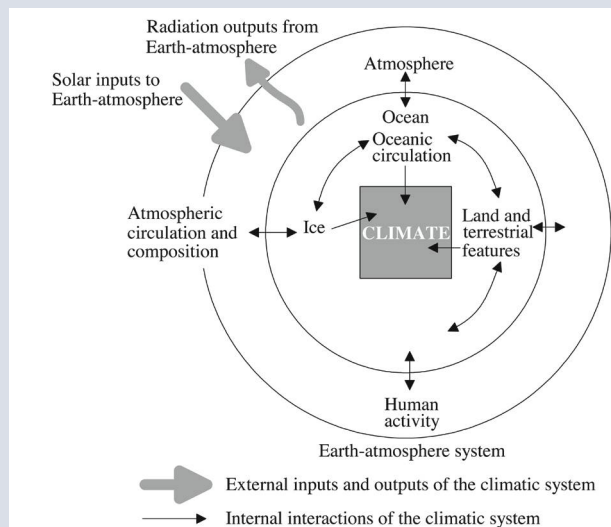 Radiation outputs from
Earth-atmosphere
Solar inputs to
Earth-atmosphere
Atmosphere
Ocean
Oceanic
circulation
Atmospheric
circulation and
composition
Ice
CLIMATE
Land and
terrestrial
features
Human
activity
Earth-atmosphere system
External inputs and outputs of the climatic system
Internal interactions of the climatic system